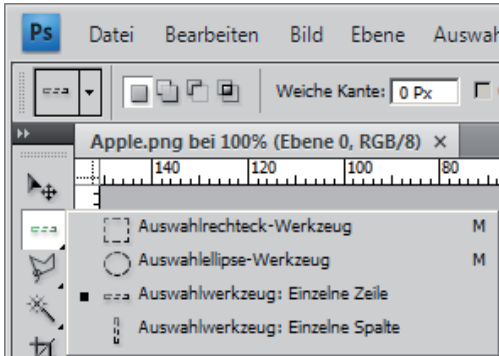 Ps Datei Bearbeiten Bild Ebene
Weiche Kante: 0 Px
Apple.png bei 100% (Ebene 0, RGB/8) ×
140 120 100 80
Auswahlrechteck-Werkzeug M
Auswahlellipse-Werkzeug M
Auswahlwerkzeug: Einzelne Zeile
Auswahlwerkzeug: Einzelne Spalte